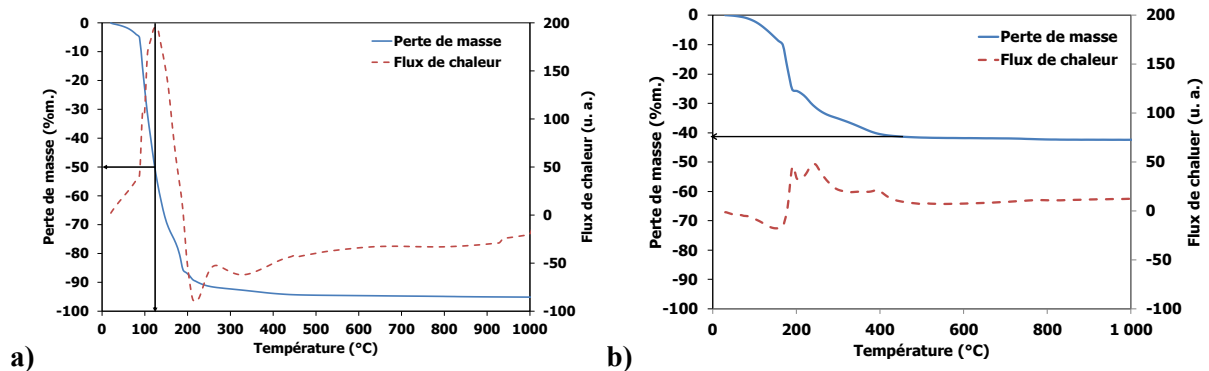 a)
0
-10
-20
-30
-40
-50
-60
-70
-80
-90
-100
Perte de masse (%m.)
200
150
100
50
0
-50
-100
Flux de chaleur (u. a.)
Perte de masse
Flux de chaleur
0 100 200 300 400 500 600 700 800 900 1000
Température (°C)
b)
0
-10
-20
-30
-40
-50
-60
-70
-80
-90
-100
Perte de masse (%m.)
200
150
100
50
0
-50
-100
Flux de chaluer (u. a.)
Perte de masse
Flux de chaleur
0 200 400 600 800 1 000
Température (°C)